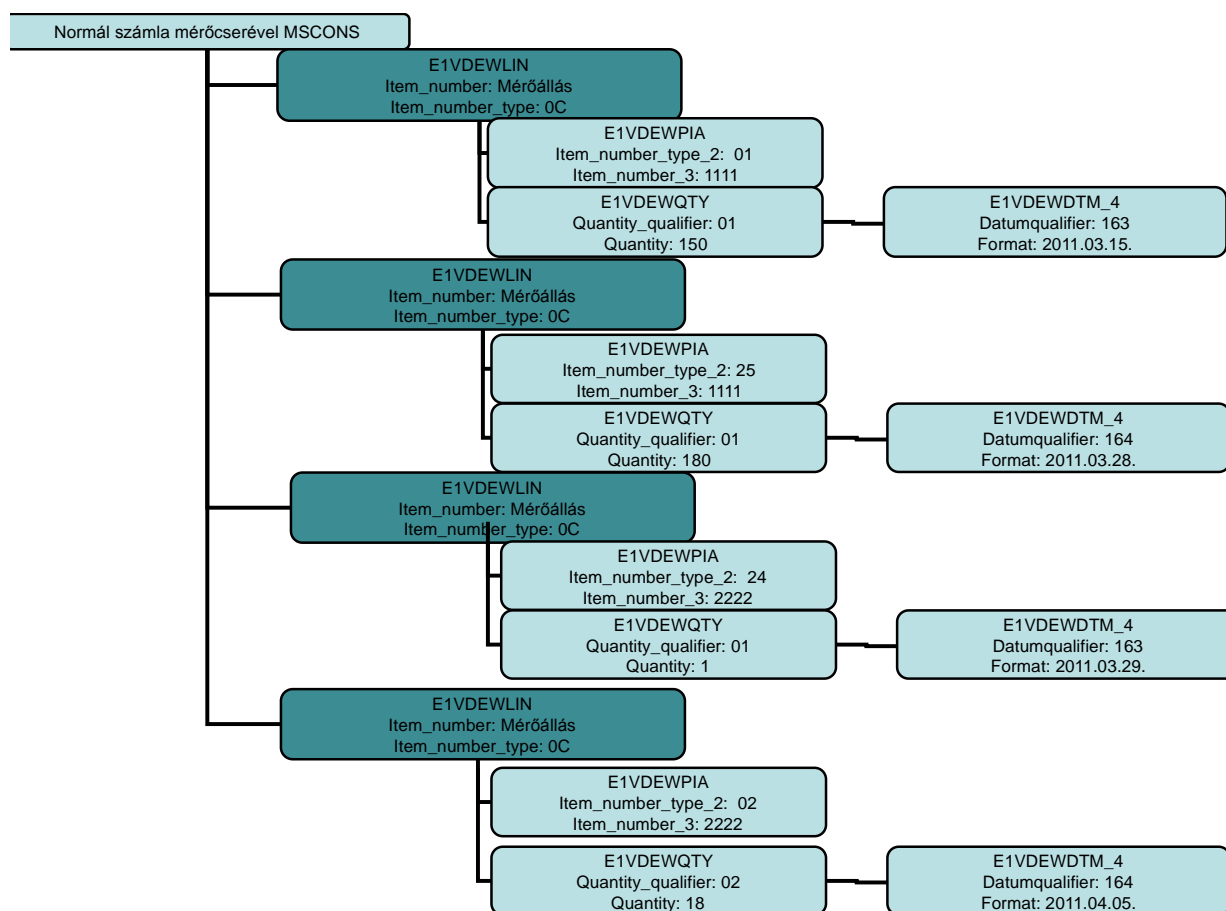 Normál számla mérőcserével MSCONS
E1VDEWLIN
Item_number: Mérőállás
Item_number_type: 0C
E1VDEWPIA
Item_number_type_2:  01
Item_number_3: 1111
E1VDEWQTY
Quantity_qualifier: 01
Quantity: 150
E1VDEWDTM_4
Datumqualifier: 163
Format: 2011.03.15.
E1VDEWLIN
Item_number: Mérőállás
Item_number_type: 0C
E1VDEWPIA
Item_number_type_2: 25
Item_number_3: 1111
E1VDEWQTY
Quantity_qualifier: 01
Quantity: 180
E1VDEWDTM_4
Datumqualifier: 164
Format: 2011.03.28.
E1VDEWLIN
Item_number: Mérőállás
Item_number_type: 0C
E1VDEWPIA
Item_number_type_2:  24
Item_number_3: 2222
E1VDEWQTY
Quantity_qualifier: 01
Quantity: 1
E1VDEWDTM_4
Datumqualifier: 163
Format: 2011.03.29.
E1VDEWLIN
Item_number: Mérőállás
Item_number_type: 0C
E1VDEWPIA
Item_number_type_2:  02
Item_number_3: 2222
E1VDEWQTY
Quantity_qualifier: 02
Quantity: 18
E1VDEWDTM_4
Datumqualifier: 164
Format: 2011.04.05.